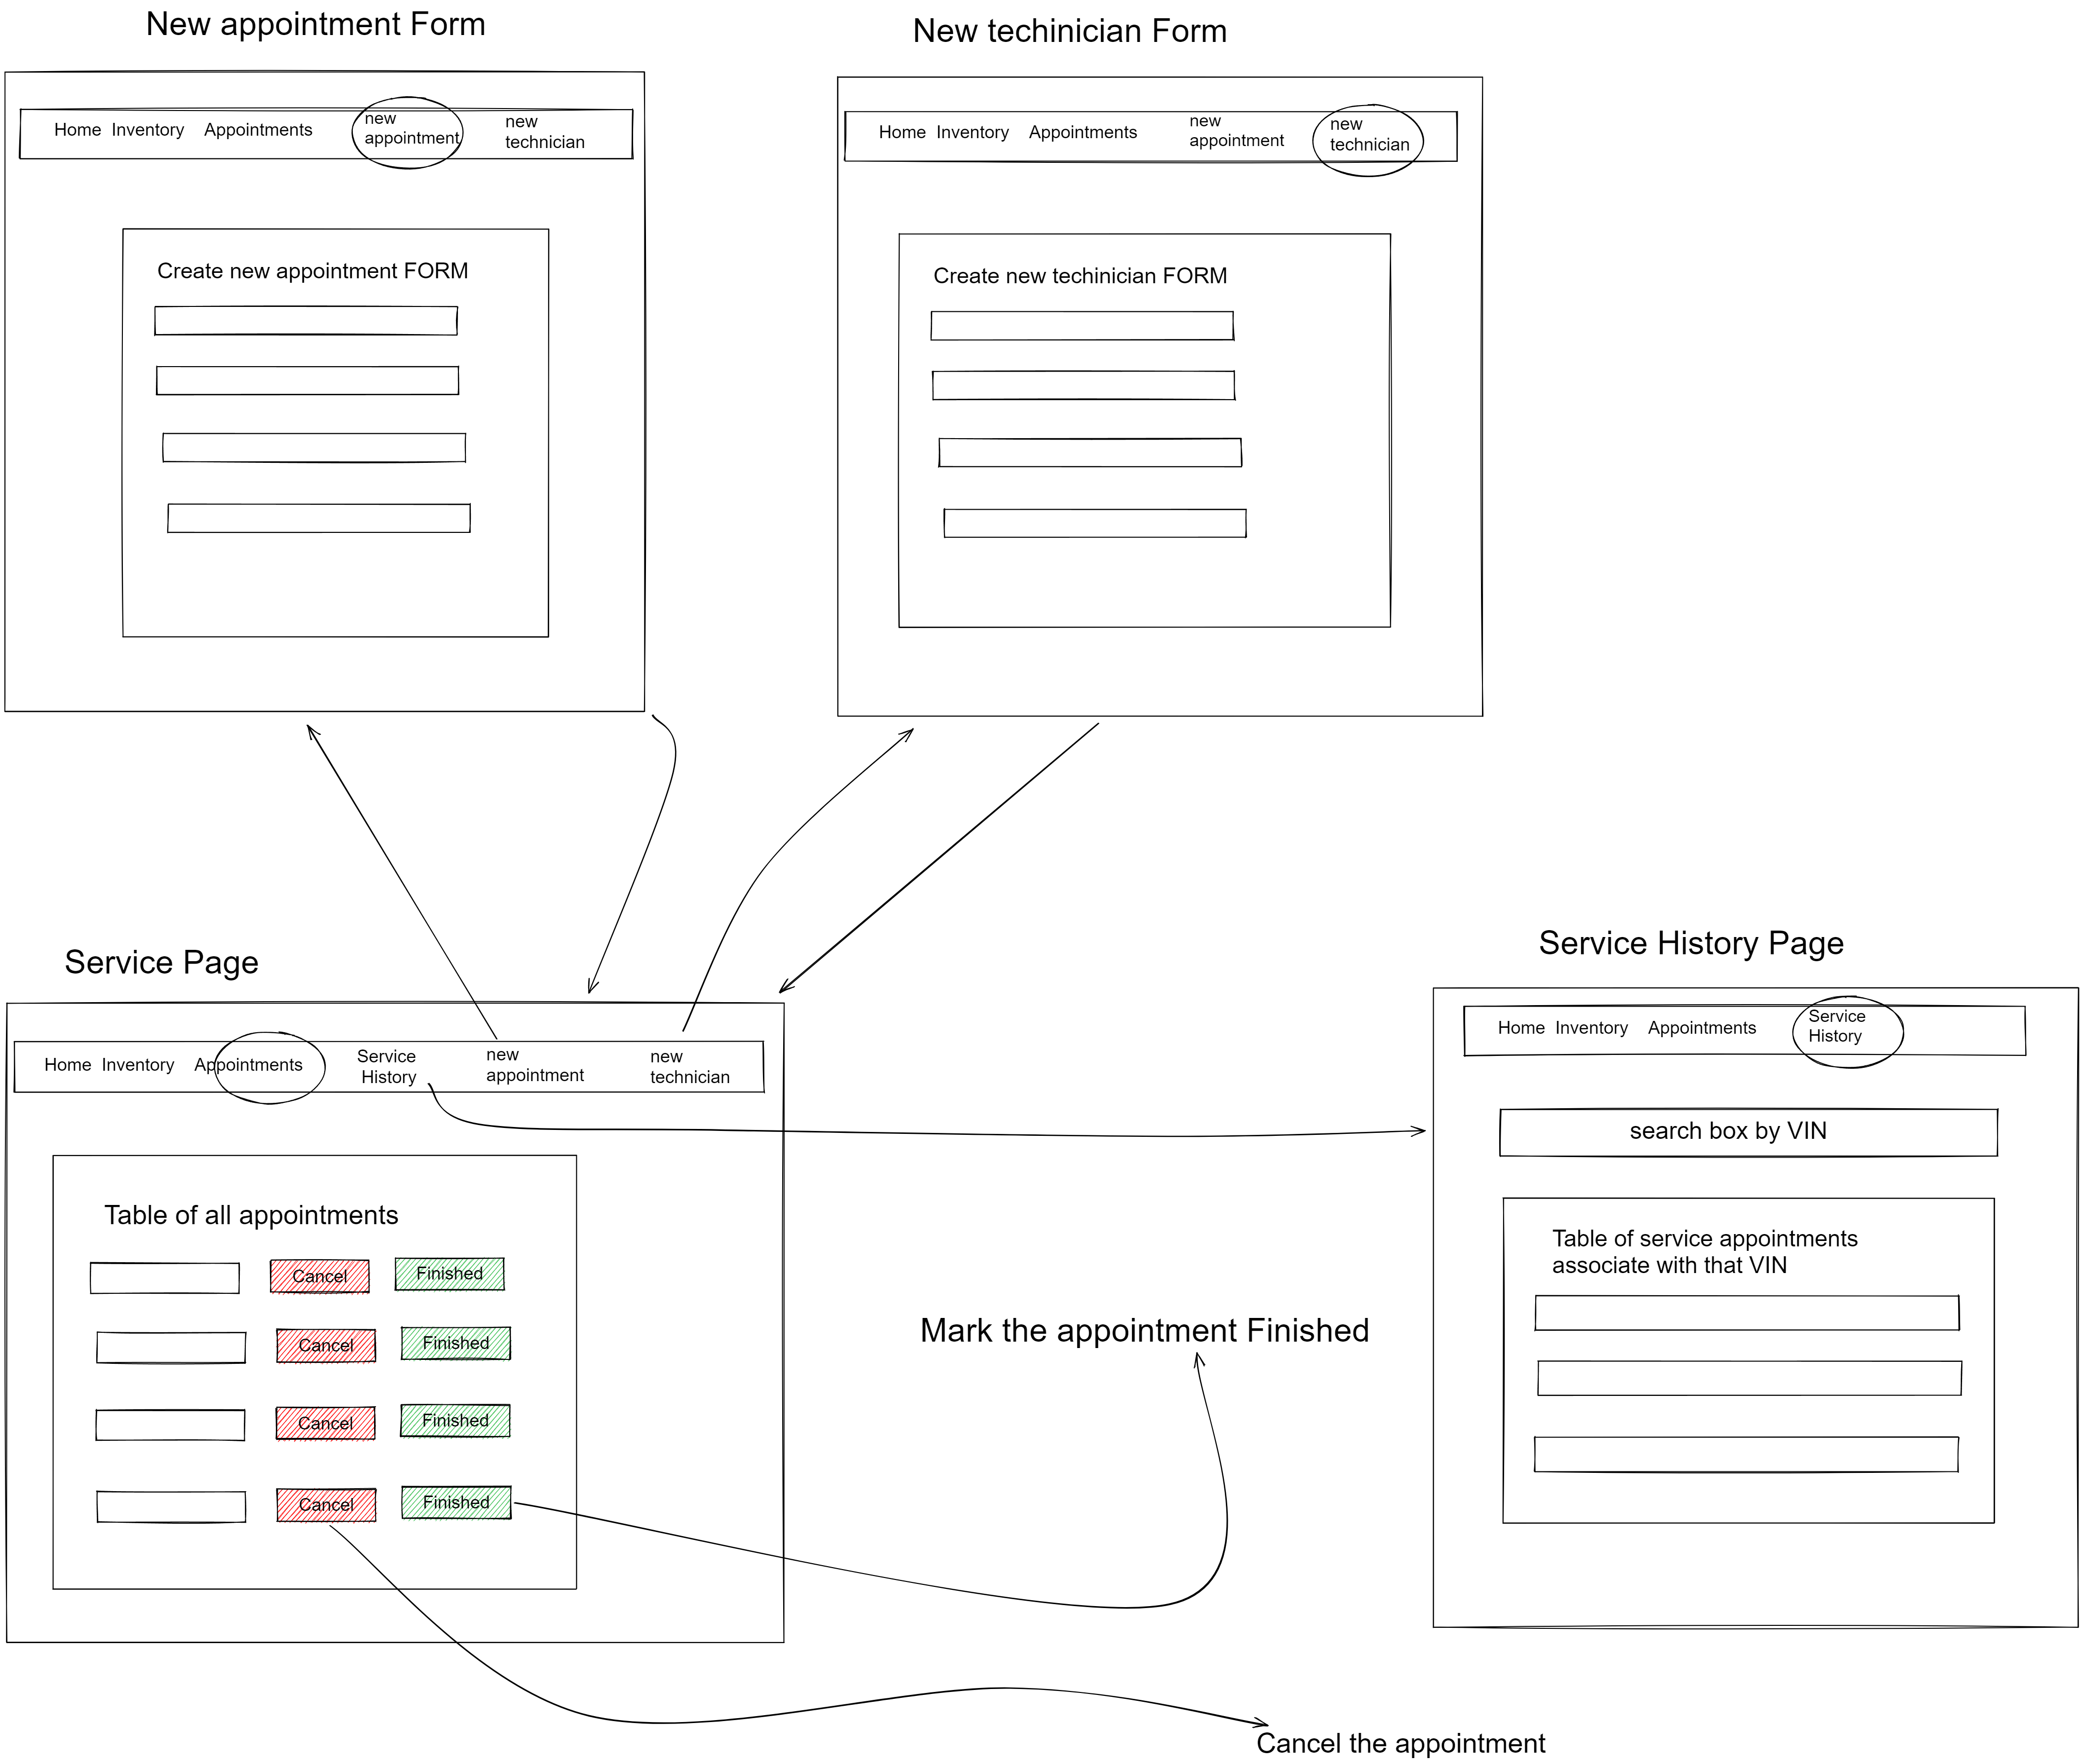 New appointment Form
Home Inventory Appointments new appointment new technician
Create new appointment FORM
New techinician Form
Home Inventory Appointments new appointment new technician
Create new techinician FORM
Service Page
Home Inventory Appointments Service History new appointment new technician
Table of all appointments
Cancel Finished
Cancel Finished
Cancel Finished
Cancel Finished
Mark the appointment Finished
Cancel the appointment
Service History Page
Home Inventory Appointments Service History
search box by VIN
Table of service appointments
associate with that VIN